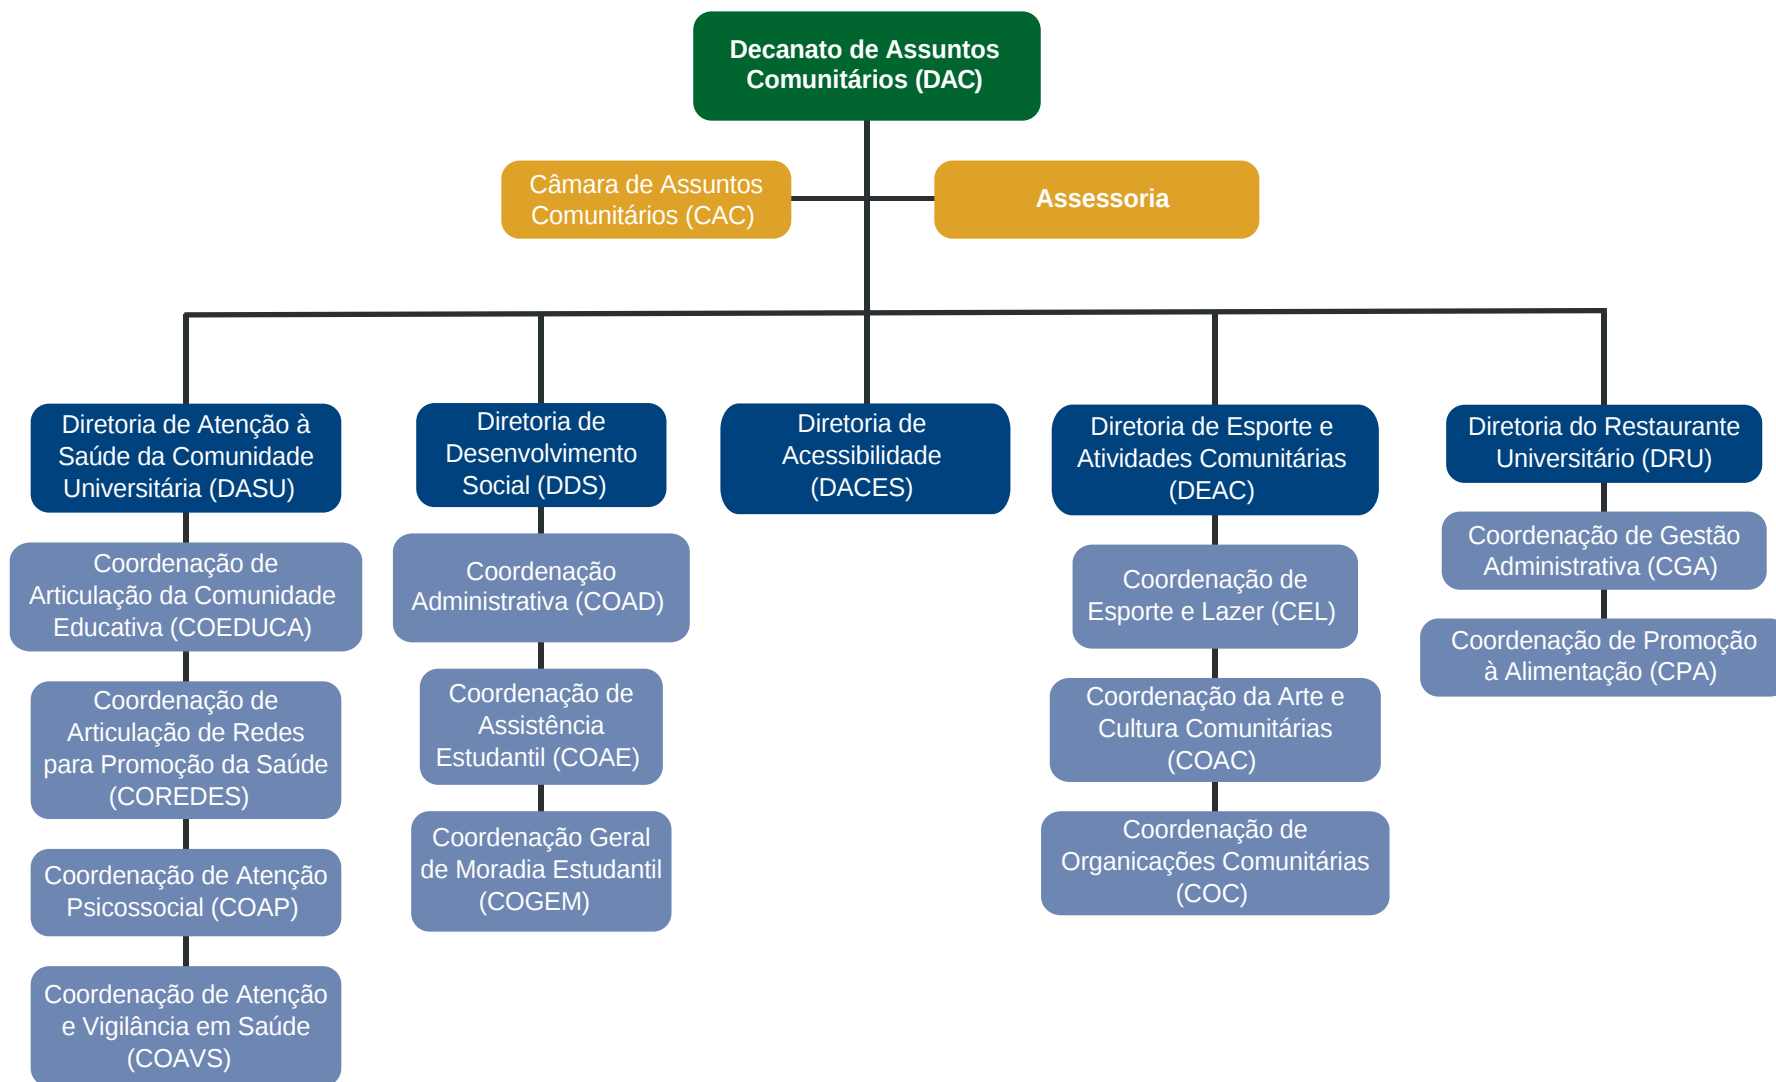 Decanato de Assuntos
Comunitários (DAC)
Câmara de Assuntos
Comunitários (CAC)
Assessoria
Diretoria de Atenção à
Saúde da Comunidade
Universitária (DASU)
Coordenação de
Articulação da Comunidade
Educativa (COEDUCA)
Coordenação de
Articulação de Redes
para Promoção da Saúde
(COREDES)
Coordenação de Atenção
Psicossocial (COAP)
Coordenação de Atenção
e Vigilância em Saúde
(COAVS)
Diretoria de
Desenvolvimento
Social (DDS)
Coordenação
Administrativa (COAD)
Coordenação de
Assistência
Estudantil (COAE)
Coordenação Geral
de Moradia Estudantil
(COGEM)
Diretoria de
Acessibilidade
(DACES)
Diretoria de Esporte e
Atividades Comunitárias
(DEAC)
Coordenação de
Esporte e Lazer (CEL)
Coordenação da Arte e
Cultura Comunitárias
(COAC)
Coordenação de
Organicações Comunitárias
(COC)
Diretoria do Restaurante
Universitário (DRU)
Coordenação de Gestão
Administrativa (CGA)
Coordenação de Promoção
à Alimentação (CPA)